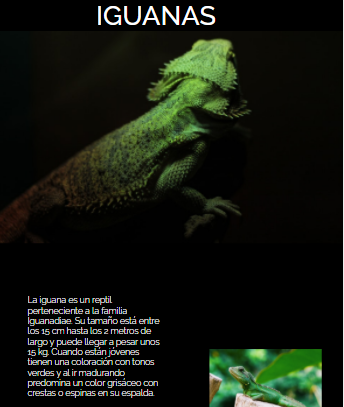 IGUANAS
La iguana es un reptil
perteneciente a la familia
Iguanadiae. Su tamaño está entre
los 15 cm hasta los 2 metros de
largo y puede llegar a pesar unos
15 kg. Cuando están jóvenes
tienen una coloración con tonos
verdes y al ir madurando
predomina un color grisáceo con
crestas o espinas en su espalda.